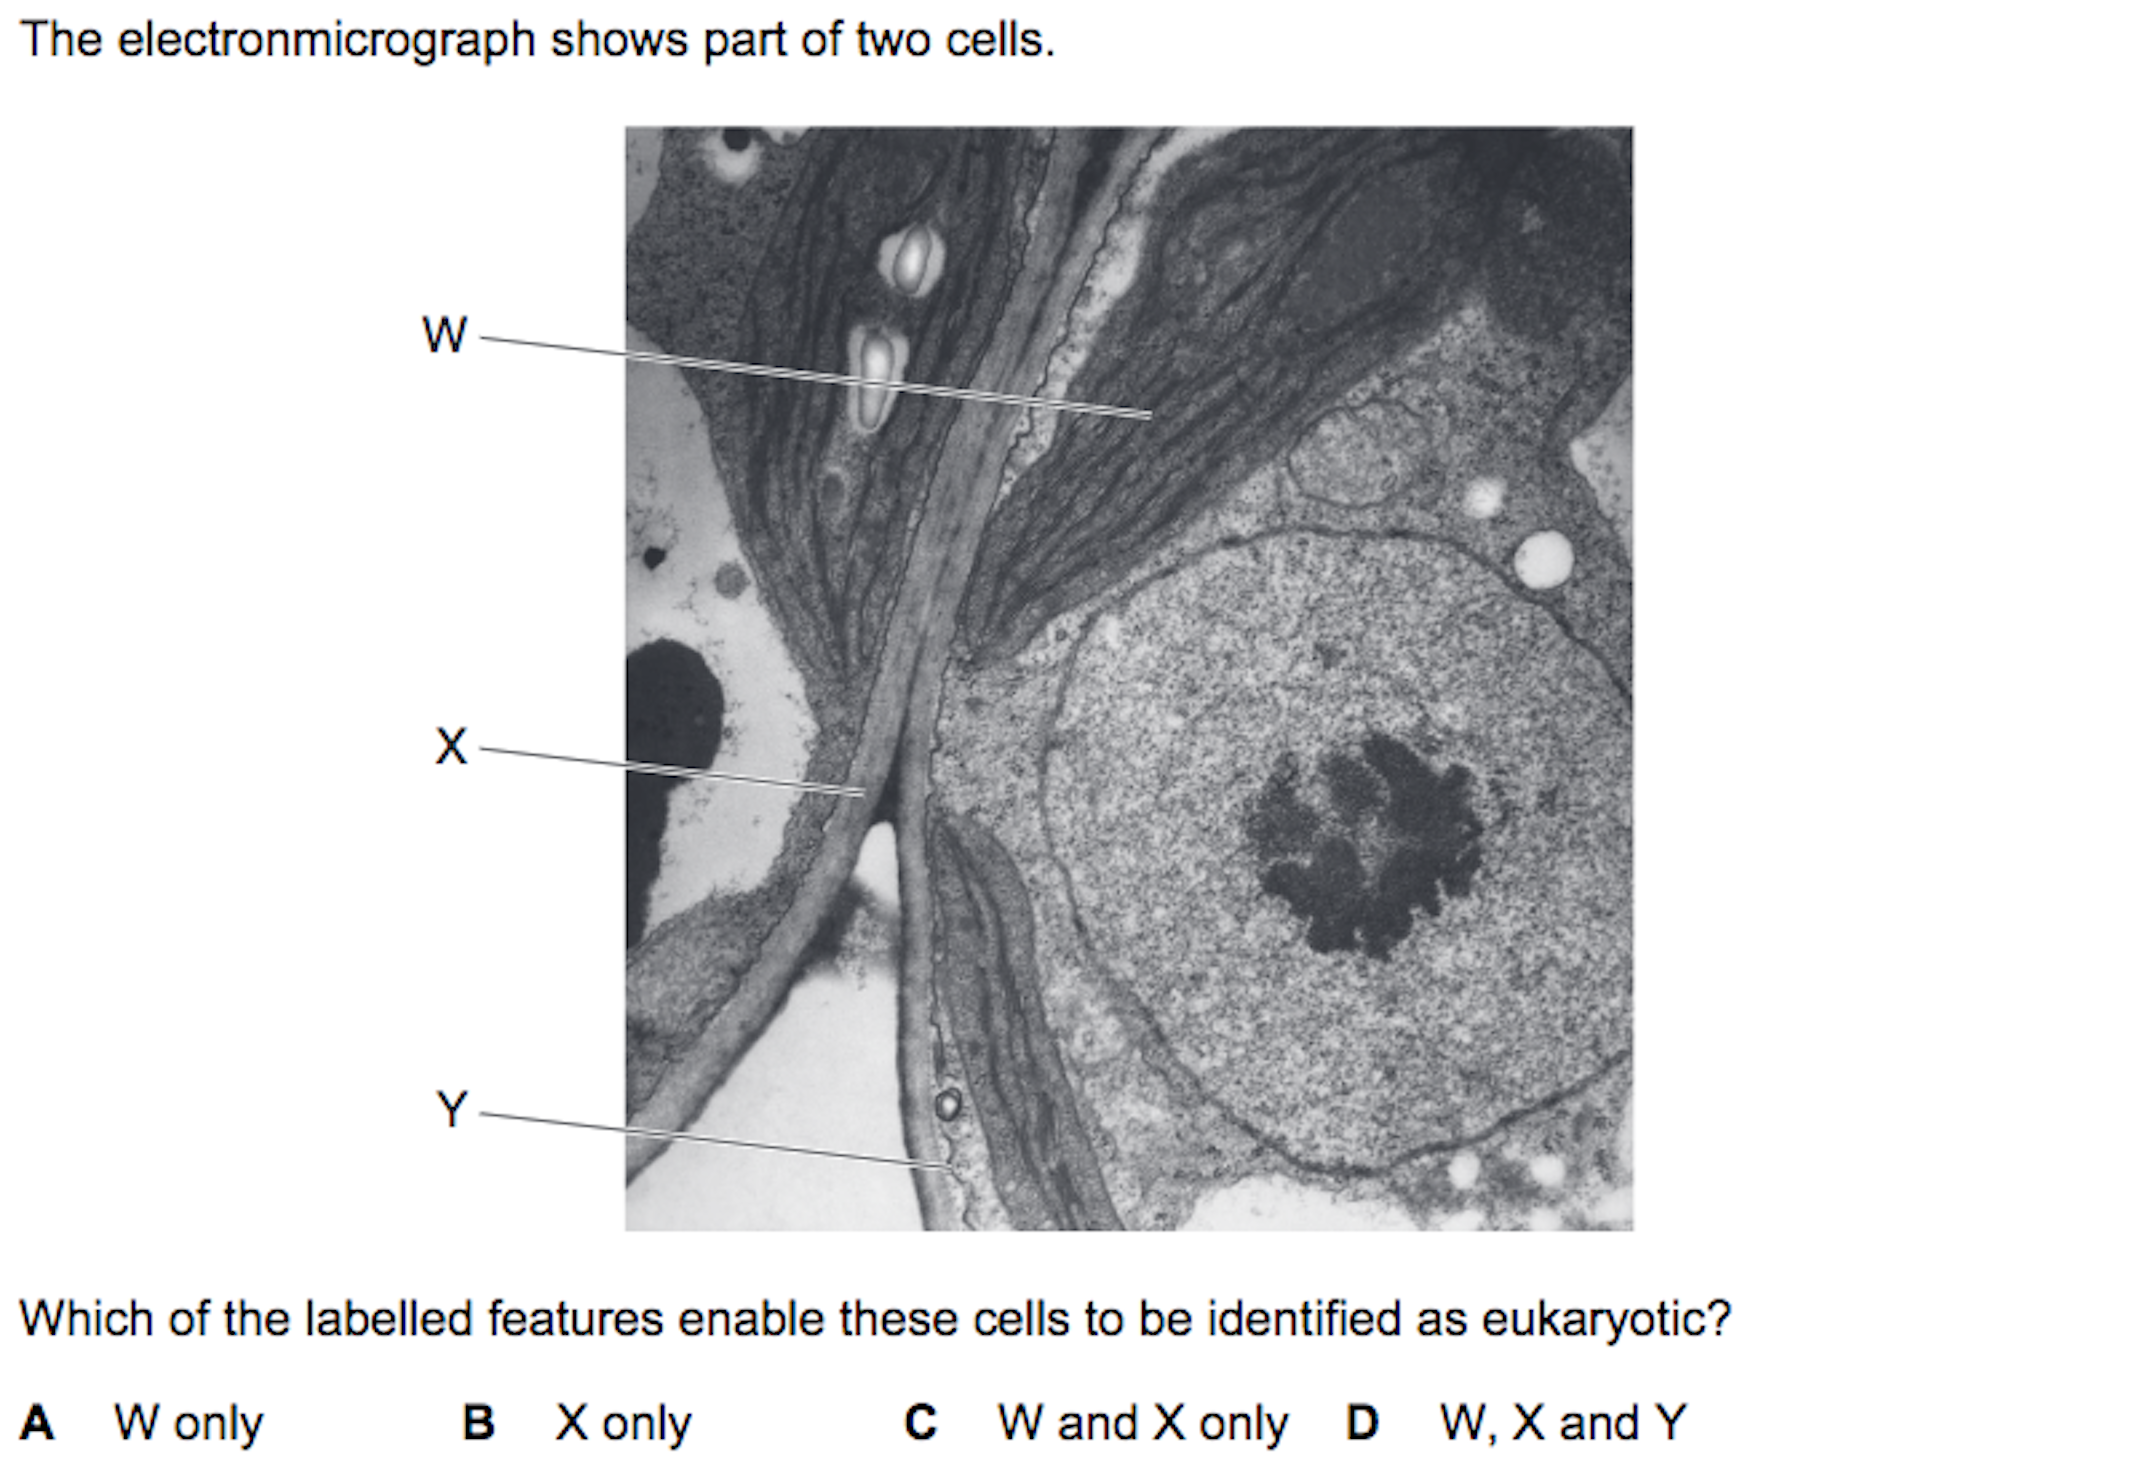 The electronmicrograph shows part of two cells.
W
X
Y
Which of the labelled features enable these cells to be identified as eukaryotic?
A W only B X only C W and X only D W, X and Y